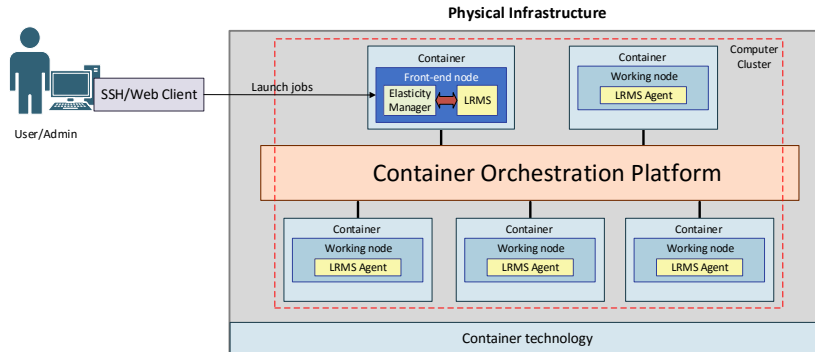 Physical Infrastructure
Computer
Cluster
Container
Front-end node
Elasticity
Manager
LRMS
Container
Working node
LRMS Agent
SSH/Web Client
Launch jobs
User/Admin
Container Orchestration Platform
Container
Working node
LRMS Agent
Container
Working node
LRMS Agent
Container
Working node
LRMS Agent
Container technology